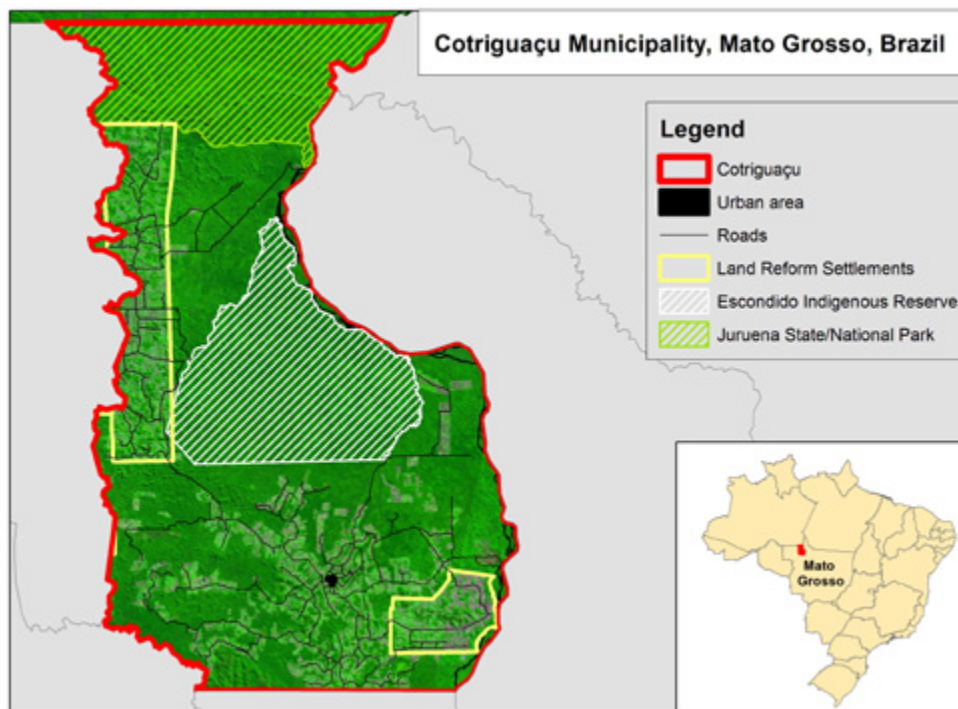 Cotriguaçu Municipality, Mato Grosso, Brazil
Legend
Cotriguaçu
Urban area
Roads
Land Reform Settlements
Escondido Indigenous Reserve
Juruena State/National Park
Mato
Grosso